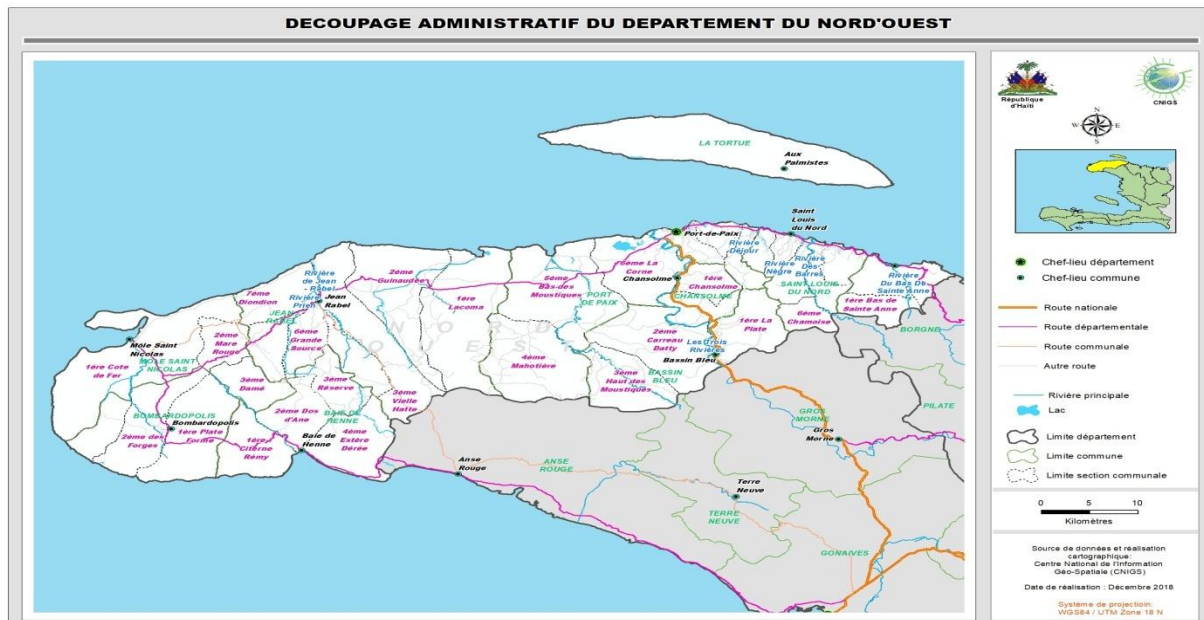 DECOUPAGE ADMINISTRATIF DU DEPARTEMENT DU NORD'OUEST
LA TORTUE
Aux
Palmistes
Saint
Louis
du Nord
Port-de-Paix
Rivière
Déjour
Rivière
Nègre
Rivière
Des
Barres
Rivière
Du Bas De
Sainte Anne
SAINT LOUIS
DU NORD
1ère Bas de
Sainte Anne
6ème La
Corne
Chansolme
1ère
Chansolme
CHANSOLME
6ème
Chamoise
1ère La
Plate
5ème
Bas-des
Moustiques
PORT
DE PAIX
2ème
Guinaudée
Rivière
de Jean
Rabel
Rivière
Jean
Rabel
1ère
Lacoma
7ème
Diondion
JEAN
RABEL
6ème
Grande
Source
NORD
OUEST
2ème
Carreau
Datty
Les Trois
Rivières
Bassin Bleu
BASSIN
BLEU
4ème
Mahotière
3ème
Haut des
Moustiques
Môle Saint
Nicolas
2ème
Mare
Rouge
MOLE SAINT
NICOLAS
1ère Cote
de Fer
3ème
Damé
3ème
Réserve
3ème
Vielle
Hatte
BOMBARDOPOLIS
Bombardopolis
1ère Plate
Forme
2ème Dos
d'Ane
BAIE DE
HENNE
2ème des
Forges
1ère
Citerne
Rémy
Baie de
Henne
4ème
Estère
Dérée
Anse
Rouge
ANSE
ROUGE
Terre
Neuve
TERRE
NEUVE
GROS
MORNE
Gros
Morne
BORGNE
PILATE
GONAIVES
République
d'Haïti
CNIGS
N
W
E
S
Chef-lieu département
Chef-lieu commune
Route nationale
Route départementale
Route communale
Autre route
Rivière principale
Lac
Limite département
Limite commune
Limite section communale
0 5 10
Kilomètres
Source de données et réalisation
cartographique:
Centre National de l'Information
Géo-Spatiale (CNIGS)
Date de réalisation : Décembre 2018
Système de projectioin:
WGS84 / UTM Zone 18 N